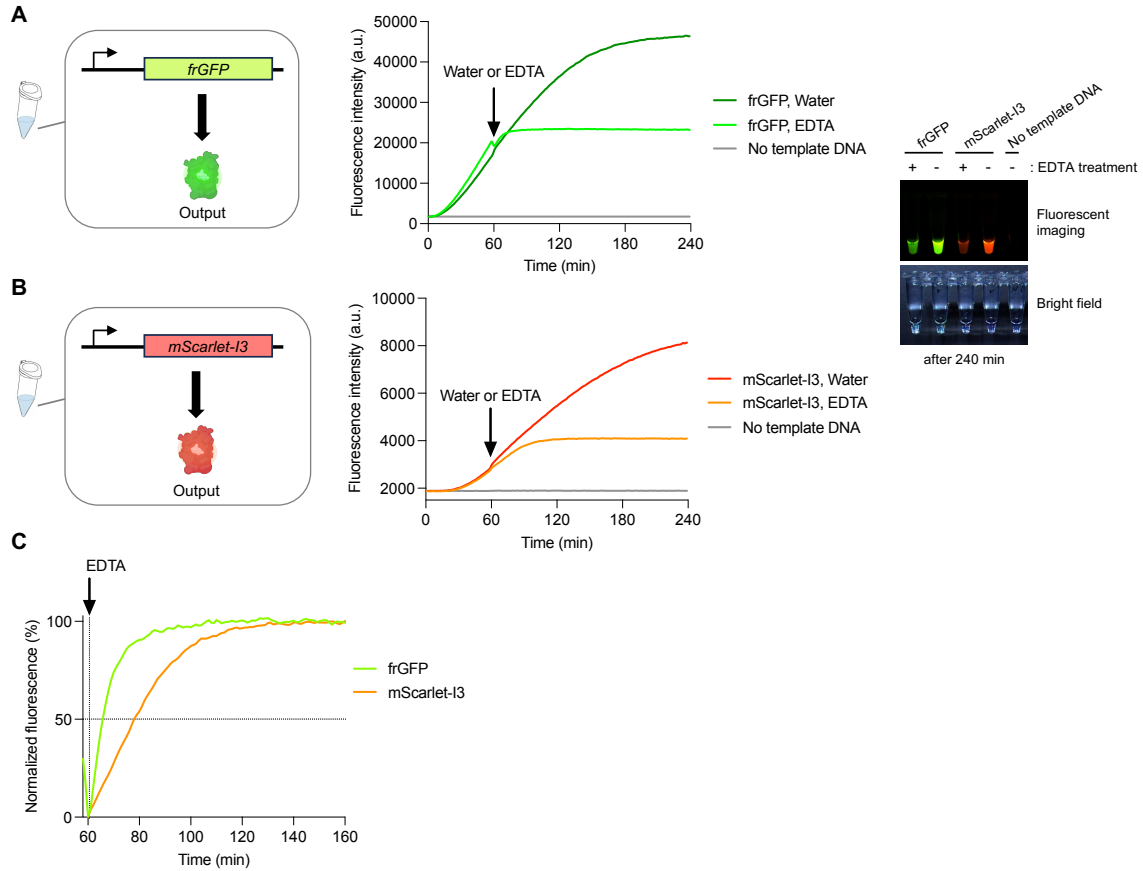 A
frGFP
Output
Fluorescence intensity (a.u.)
50000
40000
30000
20000
10000
0
Water or EDTA
0
60
120
180
240
Time (min)
frGFP, Water
frGFP, EDTA
No template DNA
frGFP
mScarlet-I3
No template DNA
+ - + - - : EDTA treatment
Fluorescent
imaging
Bright field
after 240 min
B
mScarlet-I3
Output
Fluorescence intensity (a.u.)
10000
8000
6000
4000
2000
Water or EDTA
0
60
120
180
240
Time (min)
mScarlet-I3, Water
mScarlet-I3, EDTA
No template DNA
C
EDTA
Normalized fluorescence (%)
100
50
0
60
80
100
120
140
160
Time (min)
frGFP
mScarlet-I3